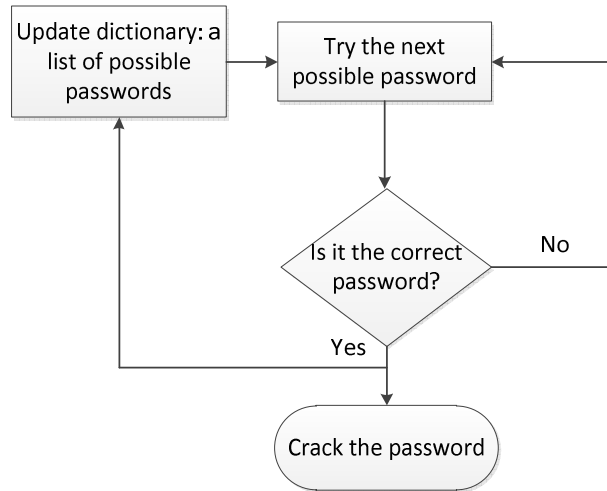 Update dictionary: a
list of possible
passwords
Try the next
possible password
Is it the correct
password?
No
Yes
Crack the password